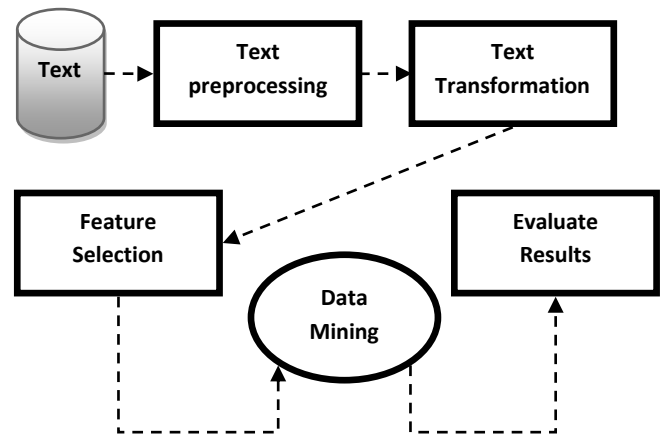 Text
Text
preprocessing
Text
Transformation
Feature
Selection
Data
Mining
Evaluate
Results